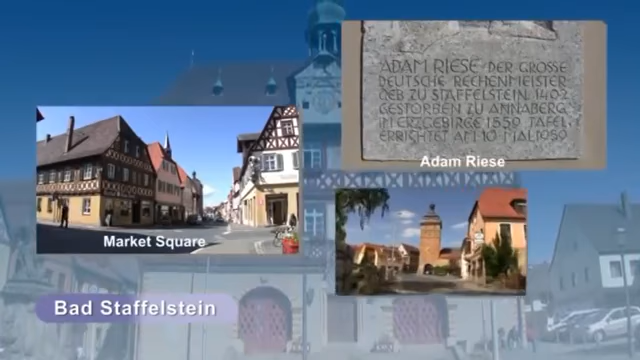 ADAM RIESE DER GROSSE
DEUTSCHE RECHENMEISTER
GEB ZU STAFFELSTEIN 1492
GESTORBEN ZU ANNABERG
IM ERZGEBIRGE 1559 TAFEL
ERRICHTET AM 10 MAI 1959
Adam Riese
Market Square
Bad Staffelstein